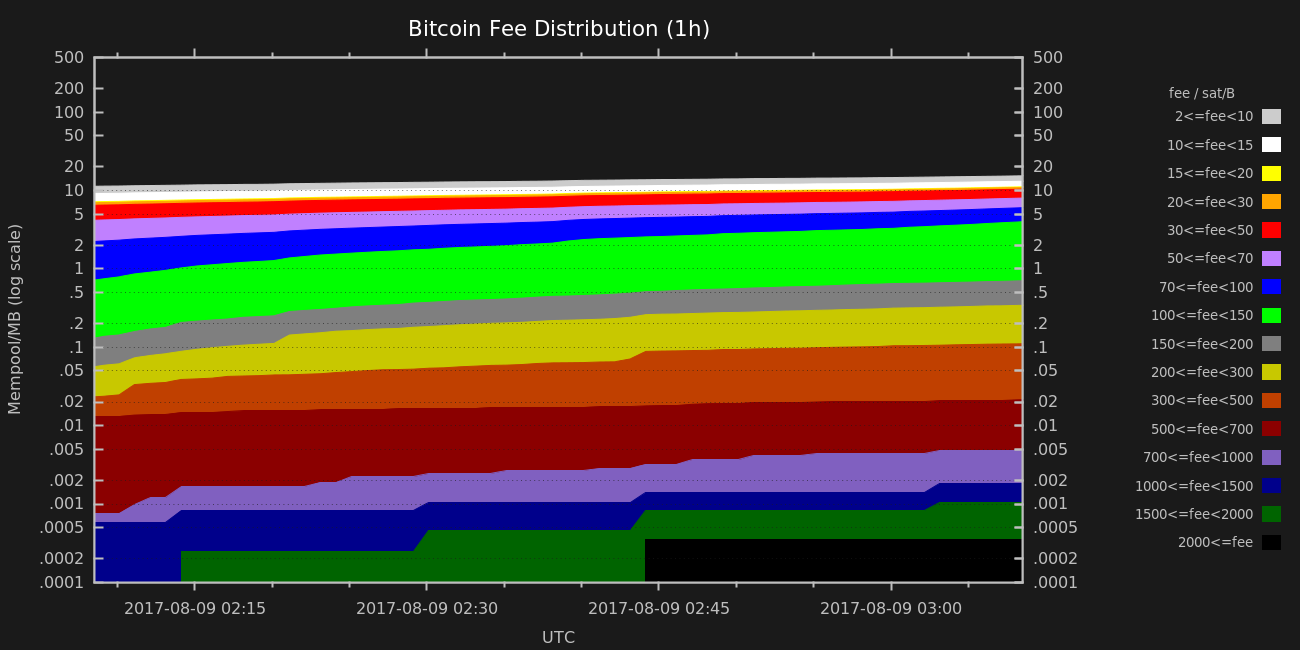 Bitcoin Fee Distribution (1h)
Mempool/MB (log scale)
500
200
100
50
20
10
5
2
1
.5
.2
.1
.05
.02
.01
.005
.002
.001
.0005
.0002
.0001
500
200
100
50
20
10
5
2
1
.5
.2
.1
.05
.02
.01
.005
.002
.001
.0005
.0002
.0001
fee / sat/B
2<=fee<10
10<=fee<15
15<=fee<20
20<=fee<30
30<=fee<50
50<=fee<70
70<=fee<100
100<=fee<150
150<=fee<200
200<=fee<300
300<=fee<500
500<=fee<700
700<=fee<1000
1000<=fee<1500
1500<=fee<2000
2000<=fee
2017-08-09 02:15 2017-08-09 02:30 2017-08-09 02:45 2017-08-09 03:00
UTC